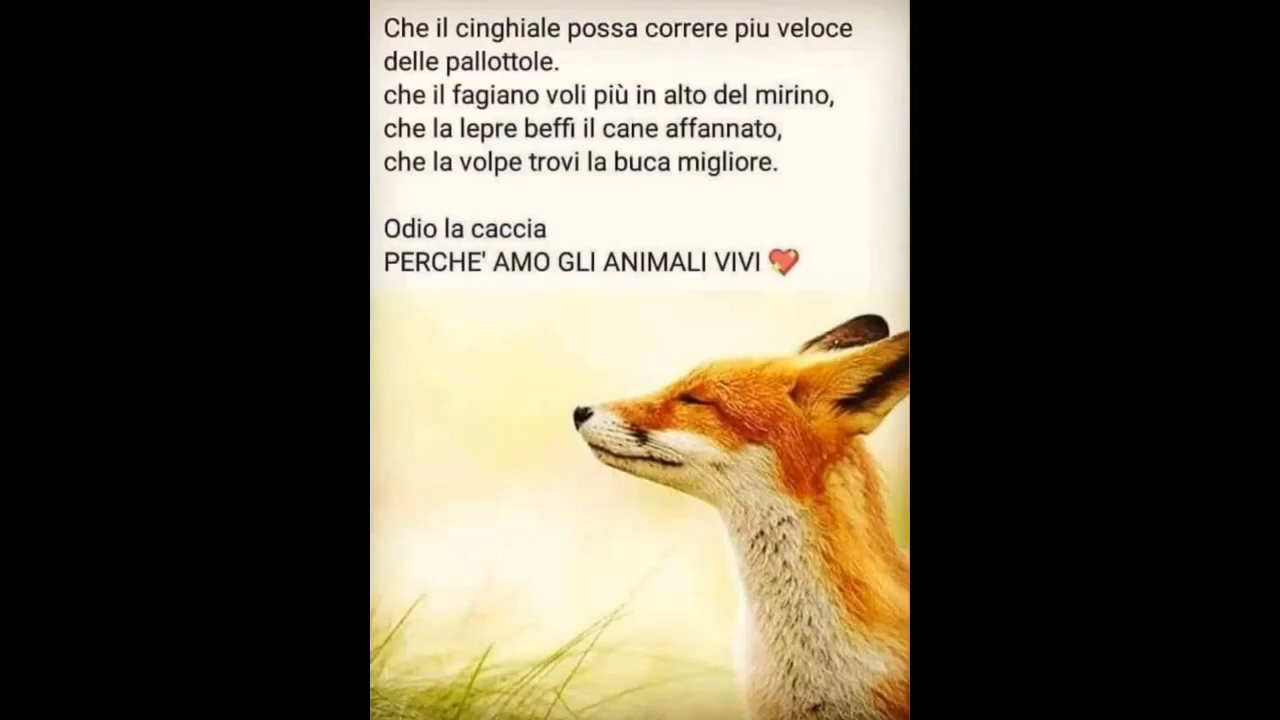 Che il cinghiale possa correre piu veloce
delle pallottole.
che il fagiano voli più in alto del mirino,
che la lepre beffi il cane affannato,
che la volpe trovi la buca migliore.
Odio la caccia
PERCHE' AMO GLI ANIMALI VIVI 💖